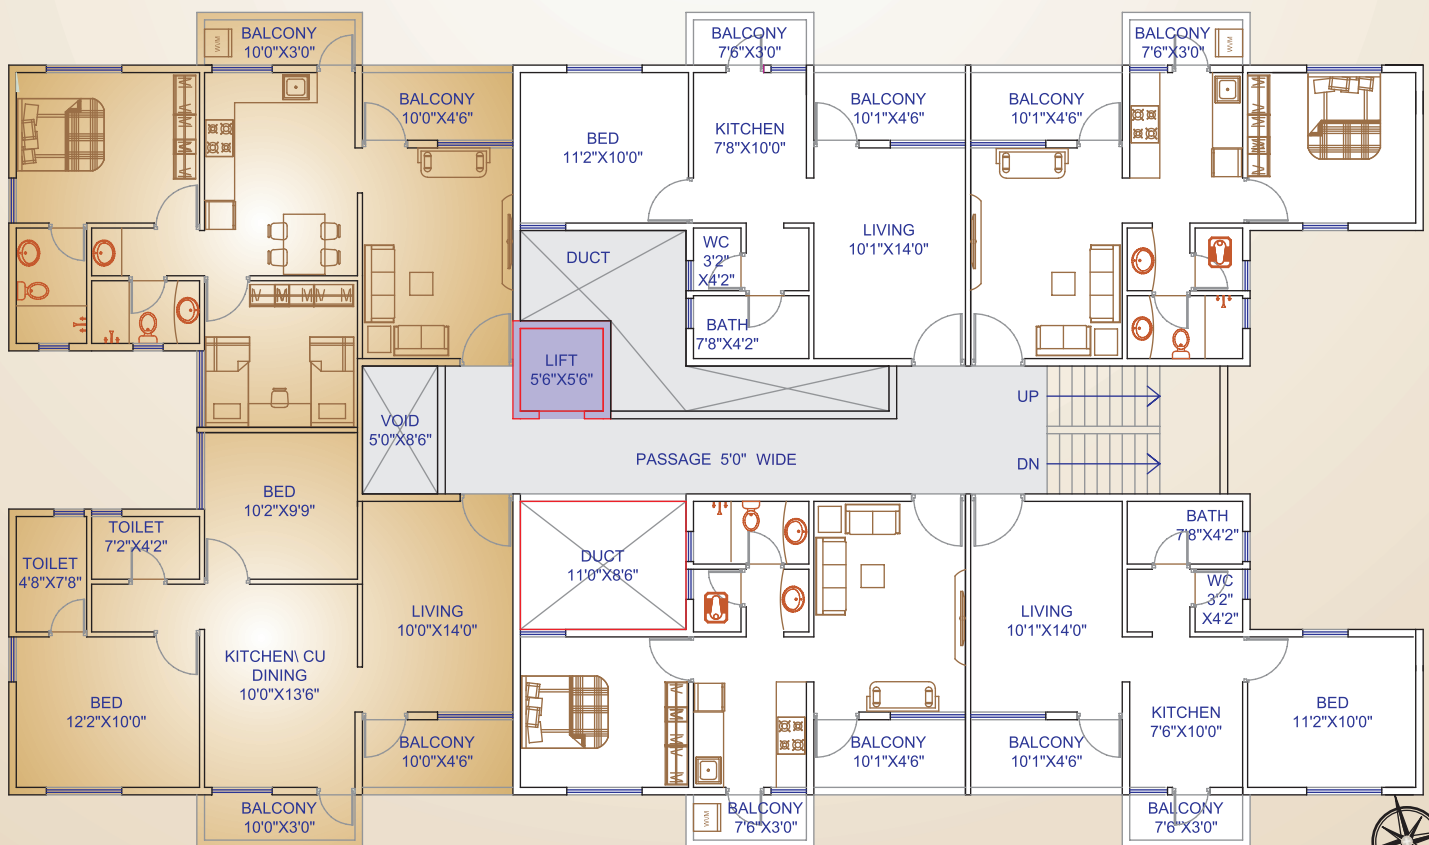 BALCONY
10'0"X3'0"
WM
BALCONY
7'6"X3'0"
BALCONY
7'6"X3'0"
WM
BALCONY
10'0"X4'6"
BED
11'2"X10'0"
KITCHEN
7'8"X10'0"
BALCONY
10'1"X4'6"
BALCONY
10'1"X4'6"
LIVING
10'1"X14'0"
DUCT
WC
3'2"
X4'2"
BATH
7'8"X4'2"
LIFT
5'6"X5'6"
VOID
5'0"X8'6"
UP
PASSAGE 5'0" WIDE
DN
BED
10'2"X9'9"
TOILET
7'2"X4'2"
TOILET
4'8"X7'8"
DUCT
11'0"X8'6"
BATH
7'8"X4'2"
WC
3'2"
X4'2"
LIVING
10'0"X14'0"
LIVING
10'1"X14'0"
KITCHEN\ CU
DINING
10'0"X13'6"
BED
12'2"X10'0"
KITCHEN
7'6"X10'0"
BED
11'2"X10'0"
BALCONY
10'0"X4'6"
BALCONY
10'1"X4'6"
BALCONY
10'1"X4'6"
BALCONY
10'0"X3'0"
WM
BALCONY
7'6"X3'0"
BALCONY
7'6"X3'0"